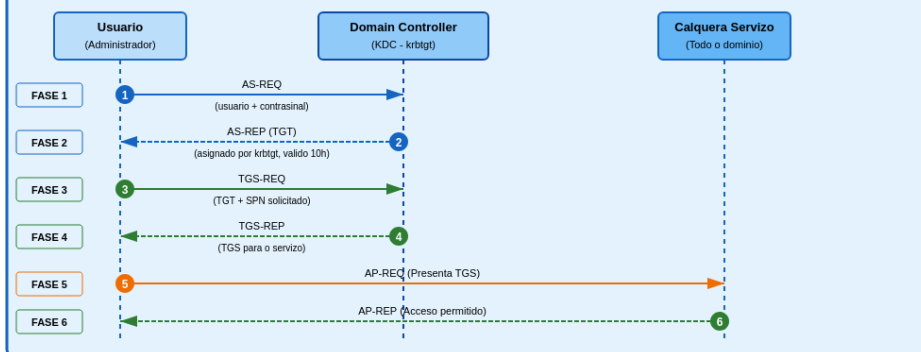 Usuario
(Administrador)
Domain Controller
(KDC - krbtgt)
Calquera Servizo
(Todo o dominio)
FASE 1
1
AS-REQ
(usuario + contrasinal)
FASE 2
AS-REP (TGT)
2
(asignado por krbtgt, valido 10h)
FASE 3
3
TGS-REQ
(TGT + SPN solicitado)
FASE 4
TGS-REP
4
(TGS para o servizo)
FASE 5
5
AP-REQ (Presenta TGS)
FASE 6
AP-REP (Acceso permitido)
6